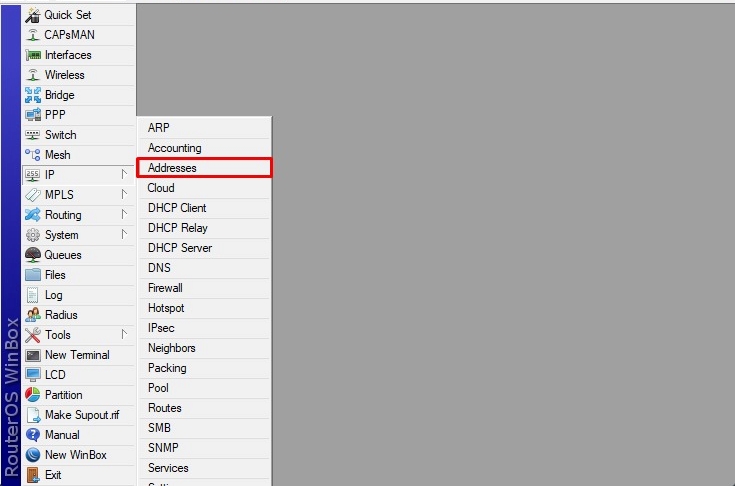 Quick Set
CAPsMAN
Interfaces
Wireless
Bridge
PPP
Switch
Mesh
IP
MPLS
Routing
System
Queues
Files
Log
Radius
Tools
New Terminal
LCD
Partition
Make Supout.rif
Manual
New WinBox
Exit
ARP
Accounting
Addresses
Cloud
DHCP Client
DHCP Relay
DHCP Server
DNS
Firewall
Hotspot
IPsec
Neighbors
Packing
Pool
Routes
SMB
SNMP
Services
RouterOS WinBox